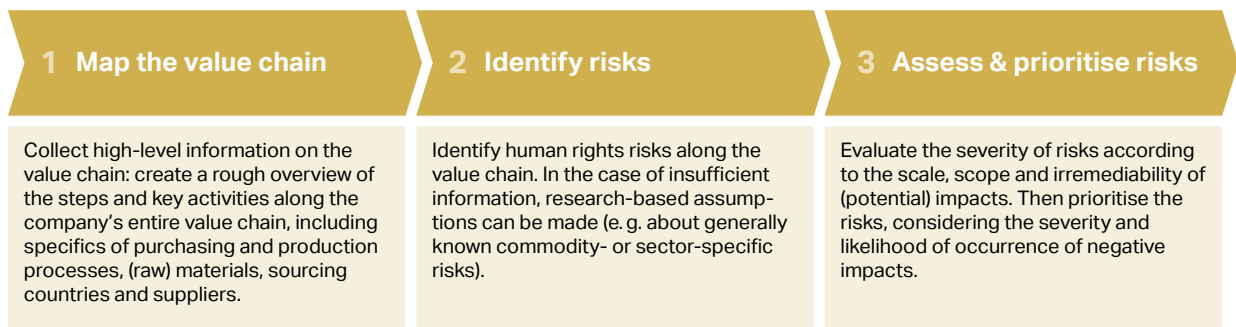 1 Map the value chain
Collect high-level information on the
value chain: create a rough overview of
the steps and key activities along the
company's entire value chain, including
specifics of purchasing and production
processes, (raw) materials, sourcing
countries and suppliers.
2 Identify risks
Identify human rights risks along the
value chain. In the case of insufficient
information, research-based assump-
tions can be made (e. g. about generally
known commodity- or sector-specific
risks).
3 Assess & prioritise risks
Evaluate the severity of risks according
to the scale, scope and irremediability of
(potential) impacts. Then prioritise the
risks, considering the severity and
likelihood of occurrence of negative
impacts.